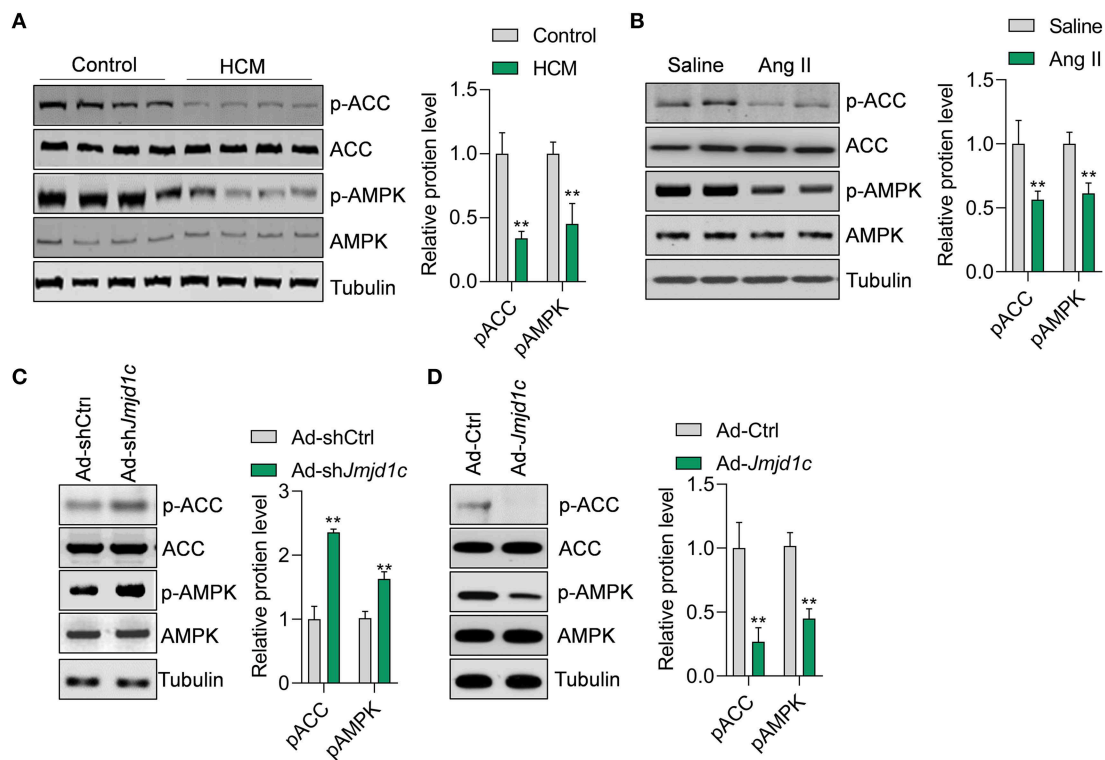 A
Control HCM
p-ACC
ACC
p-AMPK
AMPK
Tubulin
Control
HCM
Relative protien level
1.5
1.0
0.5
0.0
**
**
pACC
pAMPK
B
Saline Ang II
p-ACC
ACC
p-AMPK
AMPK
Tubulin
Saline
Ang II
Relative protien level
1.5
1.0
0.5
0.0
**
**
pACC
pAMPK
C
Ad-shCtrl
Ad-shJmjd1c
p-ACC
ACC
p-AMPK
AMPK
Tubulin
Ad-shCtrl
Ad-shJmjd1c
Relative protien level
3
2
1
0
**
**
pACC
pAMPK
D
Ad-Ctrl
Ad-Jmjd1c
p-ACC
ACC
p-AMPK
AMPK
Tubulin
Ad-Ctrl
Ad-Jmjd1c
Relative protien level
1.5
1.0
0.5
0.0
**
**
pACC
pAMPK